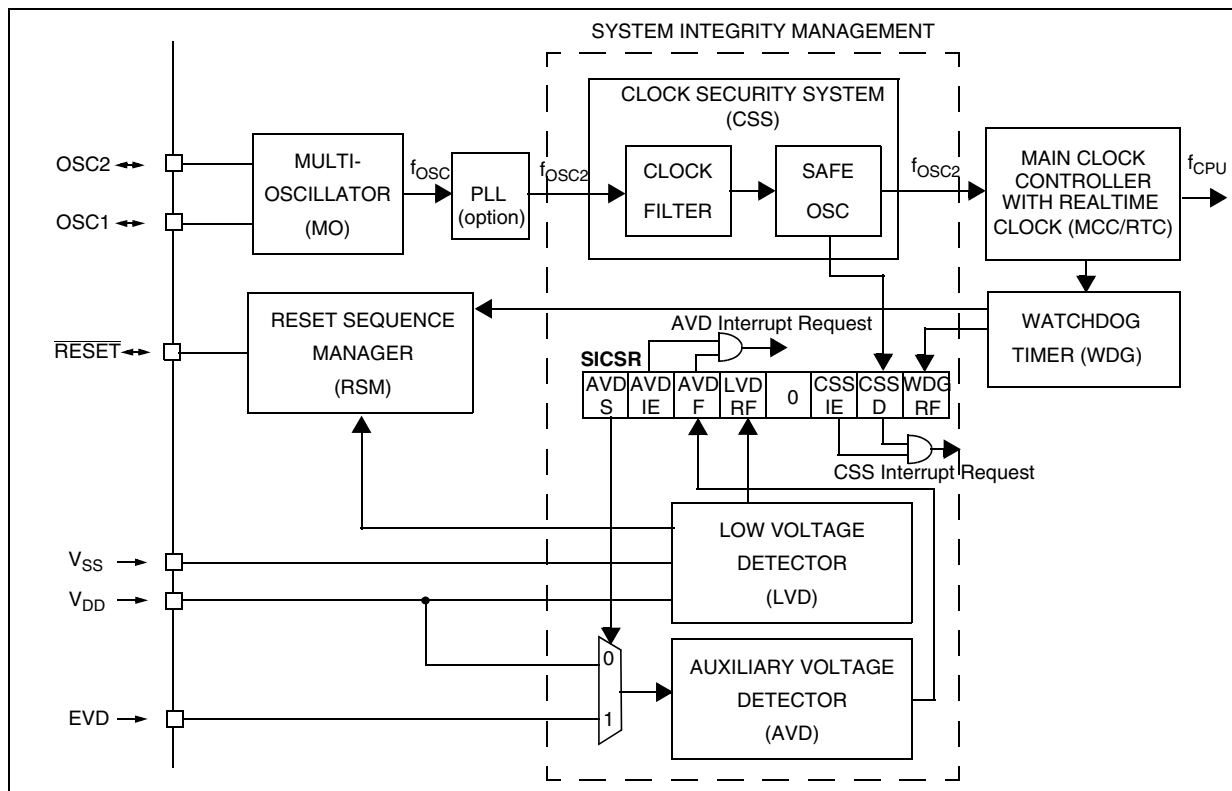 SYSTEM INTEGRITY MANAGEMENT
CLOCK SECURITY SYSTEM
(CSS)
OSC2
OSC1
MULTI-
OSCILLATOR
(MO)
fOSC
PLL
(option)
fOSC2
CLOCK
FILTER
SAFE
OSC
fOSC2
MAIN CLOCK
CONTROLLER
WITH REALTIME
CLOCK (MCC/RTC)
fCPU
RESET
RESET SEQUENCE
MANAGER
(RSM)
AVD Interrupt Request
WATCHDOG
TIMER (WDG)
SICSR
AVD AVD AVD LVD 0 CSS CSS WDG
S IE F RF IE D RF
CSS Interrupt Request
VSS
VDD
LOW VOLTAGE
DETECTOR
(LVD)
0
1
AUXILIARY VOLTAGE
DETECTOR
(AVD)
EVD